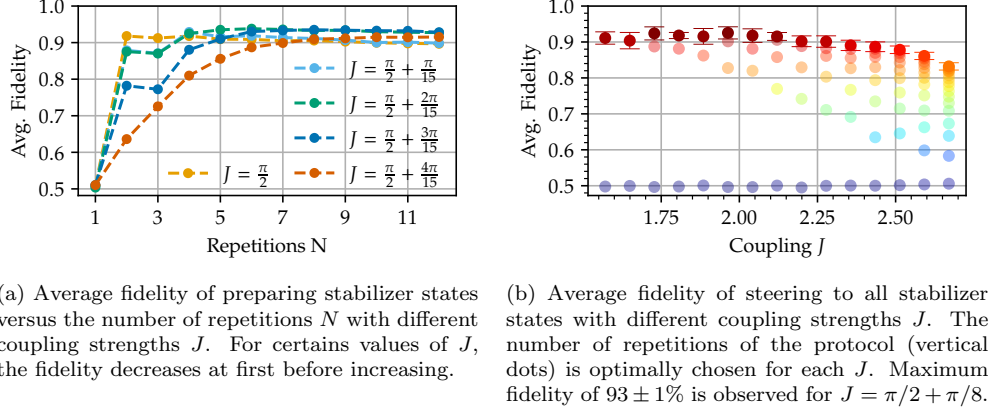 1.0
0.9
0.8
0.7
0.6
0.5
Avg. Fidelity
J = π/2 + π/15
J = π/2 + 2π/15
J = π/2 + 3π/15
J = π/2
J = π/2 + 4π/15
1 3 5 7 9 11
Repetitions N
1.0
0.9
0.8
0.7
0.6
0.5
Avg. Fidelity
1.75 2.00 2.25 2.50
Coupling J
(a) Average fidelity of preparing stabilizer states
versus the number of repetitions N with different
coupling strengths J. For certains values of J,
the fidelity decreases at first before increasing.
(b) Average fidelity of steering to all stabilizer
states with different coupling strengths J. The
number of repetitions of the protocol (vertical
dots) is optimally chosen for each J. Maximum
fidelity of 93 ± 1% is observed for J = π/2 + π/8.